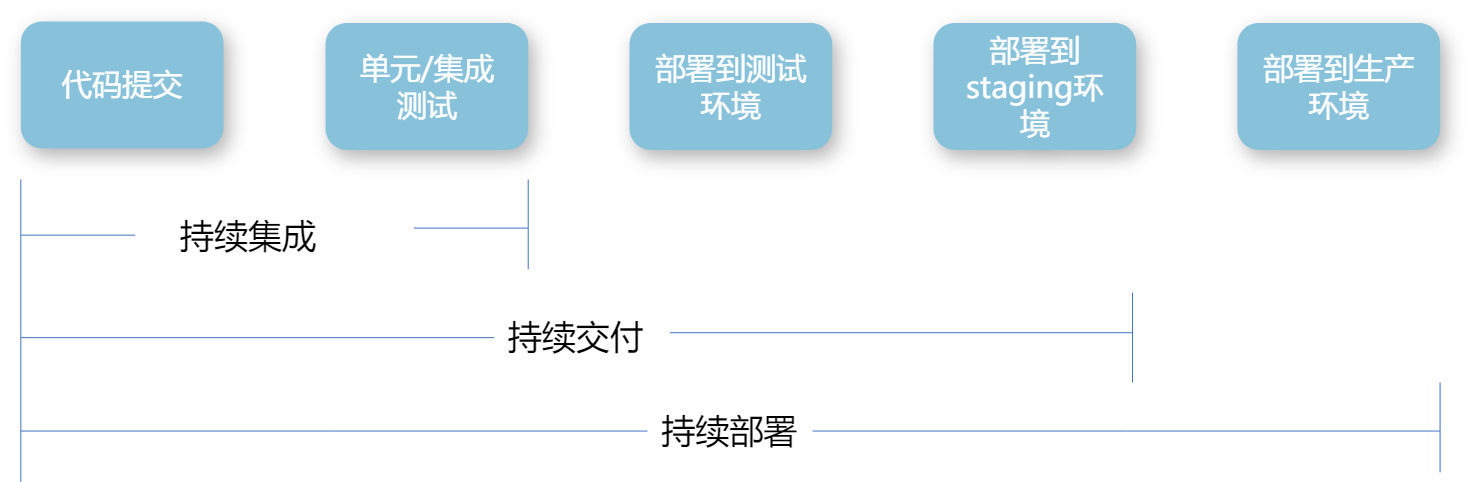 代码提交
单元/集成
测试
部署到测试
环境
部署到
staging环
境
部署到生产
环境
持续集成
持续交付
持续部署